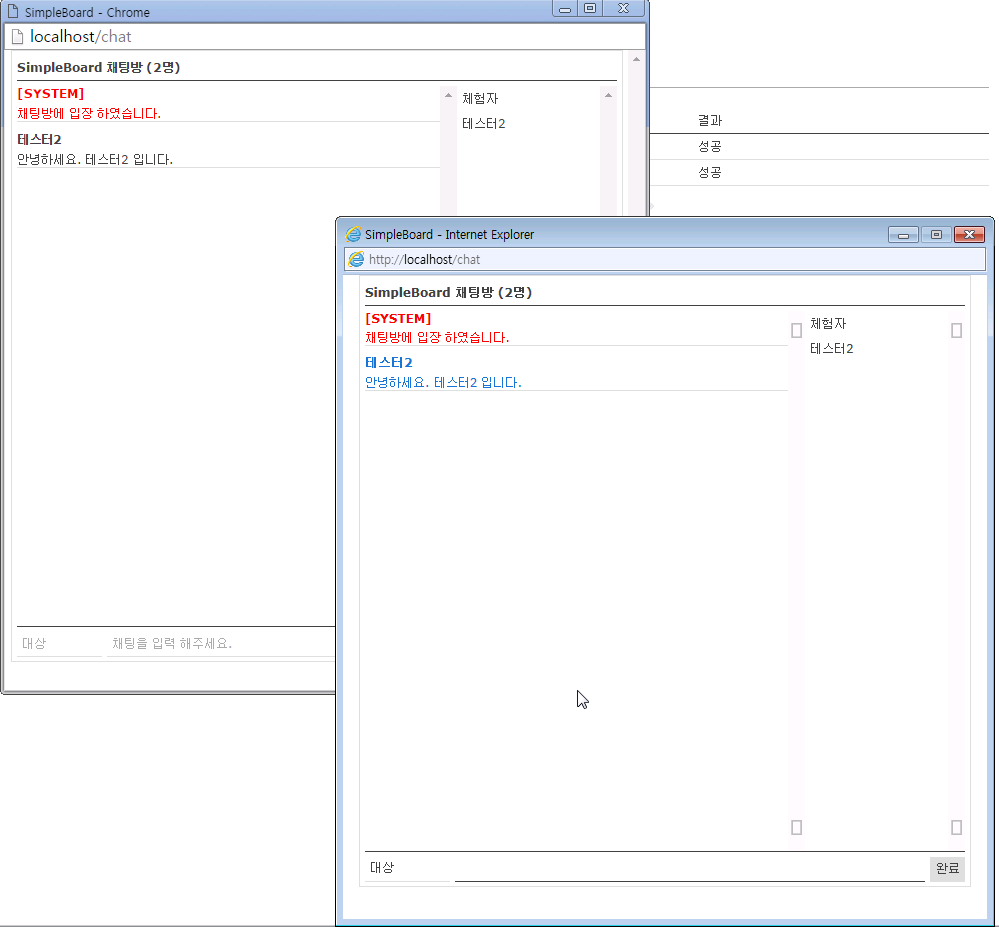 SimpleBoard - Chrome
localhost/chat
SimpleBoard 채팅방 (2명)
[SYSTEM]
채팅방에 입장 하였습니다.
테스터2
안녕하세요. 테스터2 입니다.
체험자
테스터2
대상
채팅을 입력 해주세요.
결과
성공
성공
SimpleBoard - Internet Explorer
http://localhost/chat
SimpleBoard 채팅방 (2명)
[SYSTEM]
채팅방에 입장 하였습니다.
테스터2
안녕하세요. 테스터2 입니다.
체험자
테스터2
대상
완료